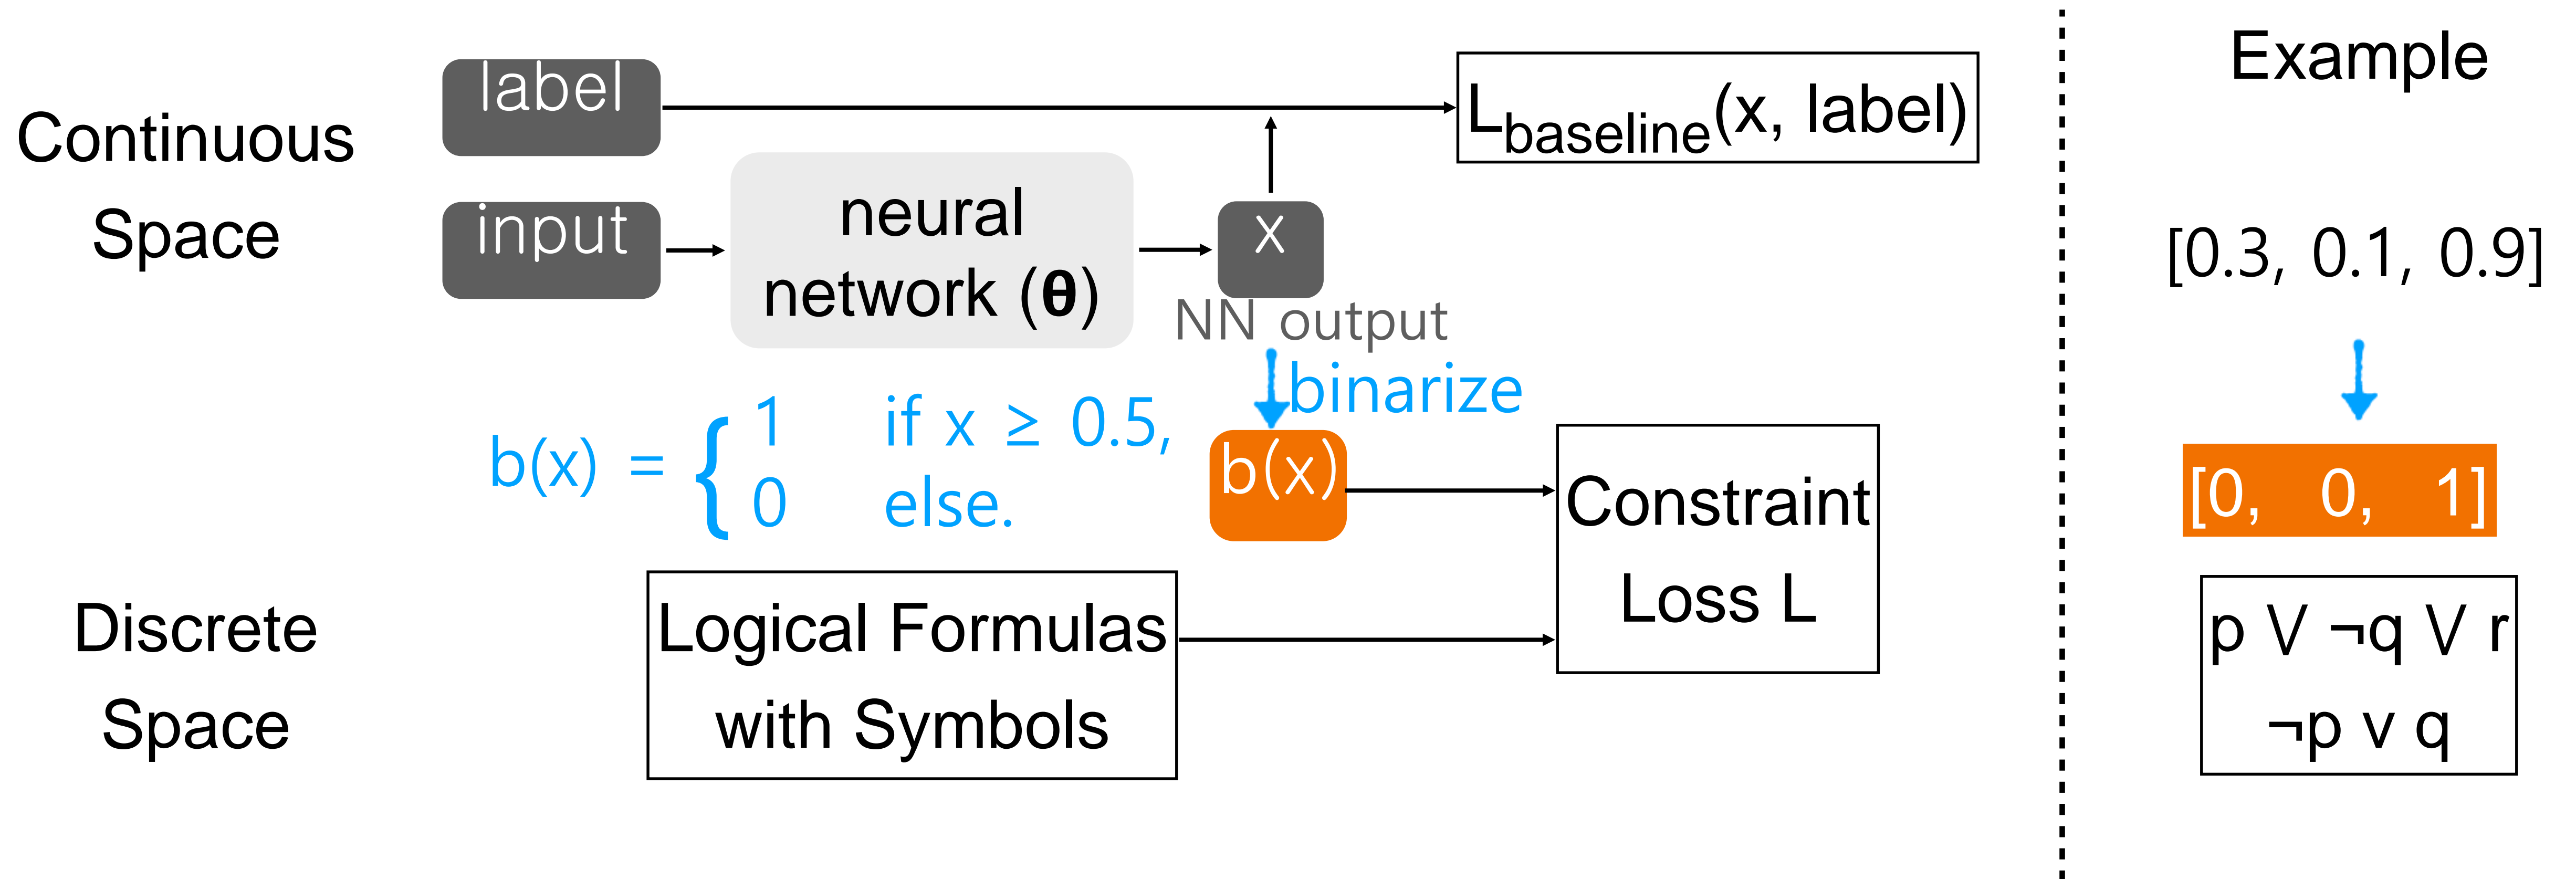 Continuous
Space
label
L_baseline(x, label)
input
neural
network (θ)
x
NN output
binarize
b(x) = { 1 if x ≥ 0.5,
0 else.
b(x)
Constraint
Loss L
Discrete
Space
Logical Formulas
with Symbols
Example
[0.3, 0.1, 0.9]
[0, 0, 1]
p ∨ ¬q ∨ r
¬p v q